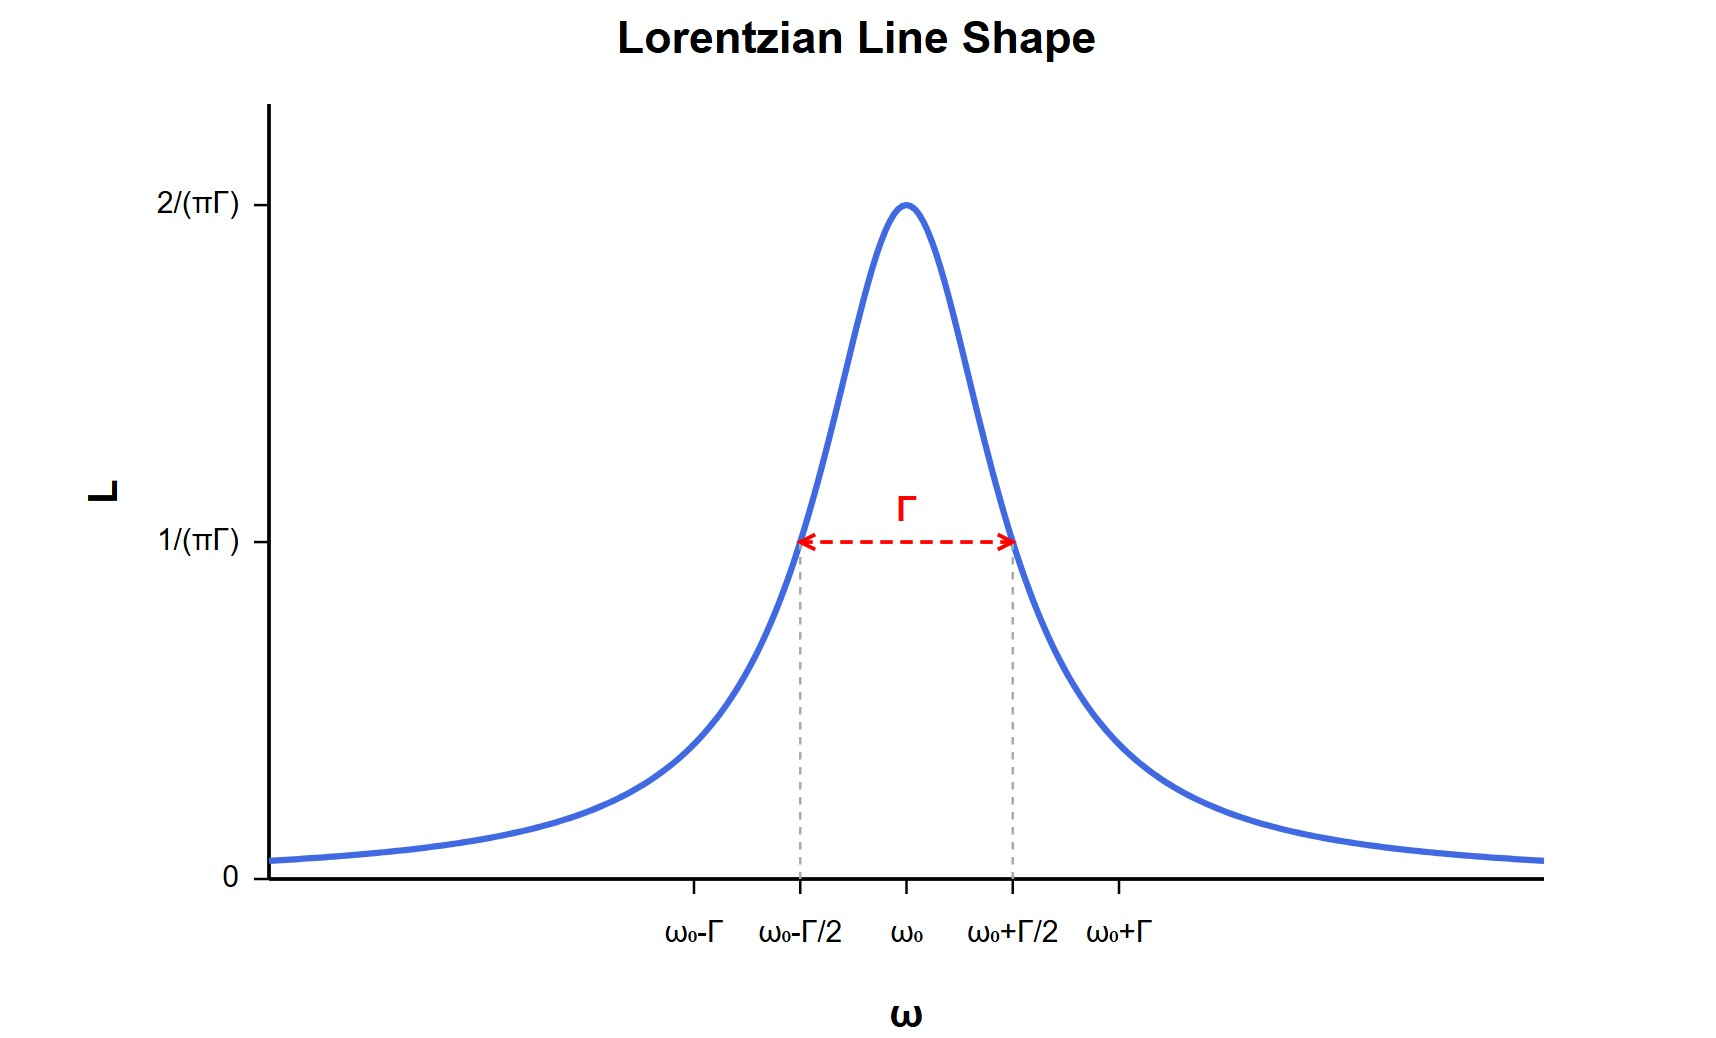 Lorentzian Line Shape
2/(πΓ)
L
Γ
1/(πΓ)
0
ω₀-Γ ω₀-Γ/2 ω₀ ω₀+Γ/2 ω₀+Γ
ω